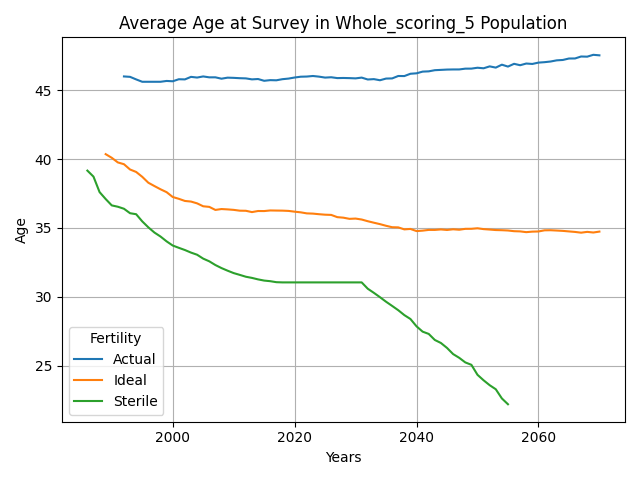 Average Age at Survey in Whole_scoring_5 Population
45
40
35
30
25
Age
Fertility
Actual
Ideal
Sterile
2000
2020
2040
2060
Years